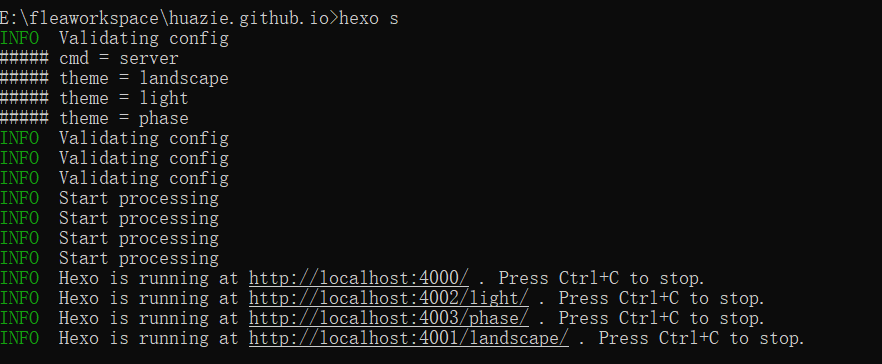 E:\fleaworkspace\huazie.github.io>hexo s
INFO  Validating config
##### cmd = server
##### theme = landscape
##### theme = light
##### theme = phase
INFO  Validating config
INFO  Validating config
INFO  Validating config
INFO  Start processing
INFO  Start processing
INFO  Start processing
INFO  Start processing
INFO  Hexo is running at http://localhost:4000/ . Press Ctrl+C to stop.
INFO  Hexo is running at http://localhost:4002/light/ . Press Ctrl+C to stop.
INFO  Hexo is running at http://localhost:4003/phase/ . Press Ctrl+C to stop.
INFO  Hexo is running at http://localhost:4001/landscape/ . Press Ctrl+C to stop.